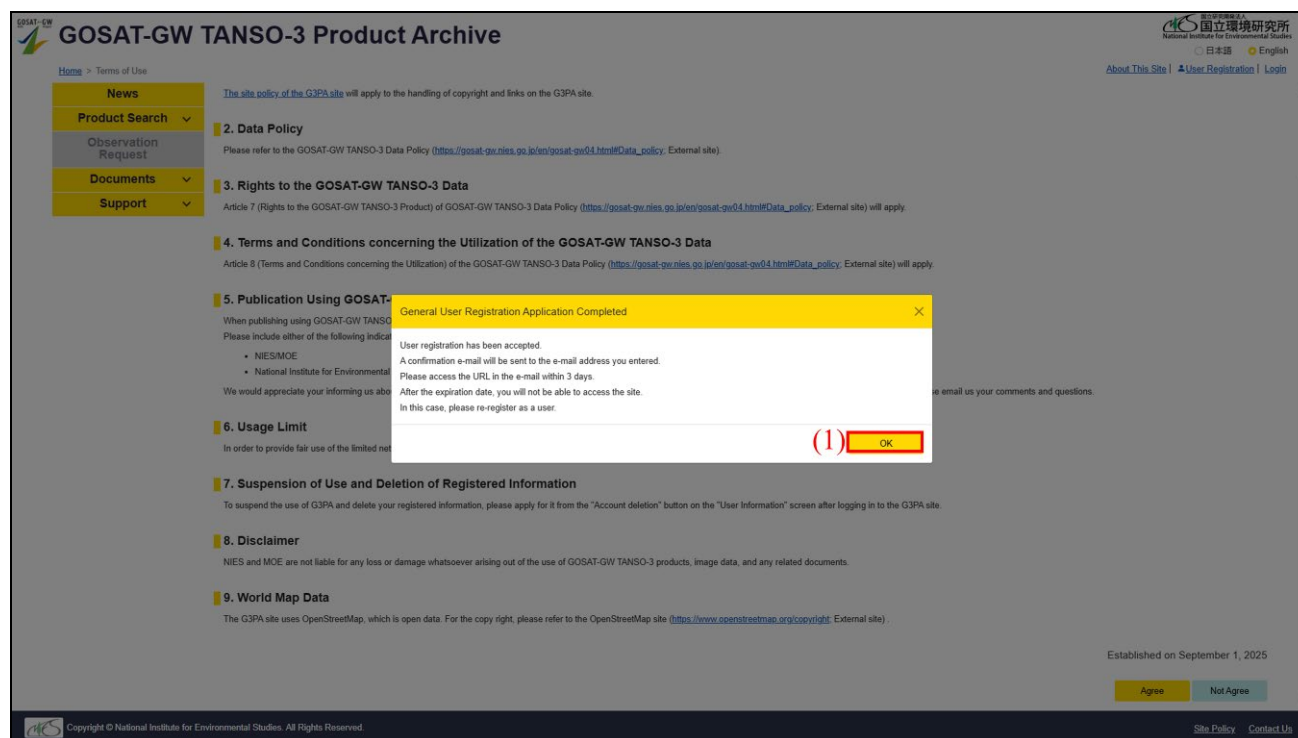 GOSAT-GW
GOSAT-GW TANSO-3 Product Archive
国立研究開発法人
国立環境研究所
National Institute for Environmental Studies
日本語 English
Home > Terms of Use
About This Site | User Registration | Login
News
Product Search
Observation
Request
Documents
Support
The site policy of the G3PA site will apply to the handling of copyright and links on the G3PA site.
2. Data Policy
Please refer to the GOSAT-GW TANSO-3 Data Policy (https://gosat-gw.nies.go.jp/en/gosat-gw04.html#Data_policy; External site).
3. Rights to the GOSAT-GW TANSO-3 Data
Article 7 (Rights to the GOSAT-GW TANSO-3 Product) of GOSAT-GW TANSO-3 Data Policy (https://gosat-gw.nies.go.jp/en/gosat-gw04.html#Data_policy; External site) will apply.
4. Terms and Conditions concerning the Utilization of the GOSAT-GW TANSO-3 Data
Article 8 (Terms and Conditions concerning the Utilization) of the GOSAT-GW TANSO-3 Data Policy (https://gosat-gw.nies.go.jp/en/gosat-gw04.html#Data_policy; External site) will apply.
5. Publication Using GOSAT-
When publishing using GOSAT-GW TANSO
Please include either of the following indica
• NIES/MOE
• National Institute for Environmental
We would appreciate your informing us abo
e email us your comments and questions.
General User Registration Application Completed
User registration has been accepted.
A confirmation e-mail will be sent to the e-mail address you entered.
Please access the URL in the e-mail within 3 days.
After the expiration date, you will not be able to access the site.
In this case, please re-register as a user.
(1) OK
6. Usage Limit
In order to provide fair use of the limited net
7. Suspension of Use and Deletion of Registered Information
To suspend the use of G3PA and delete your registered information, please apply for it from the "Account deletion" button on the "User Information" screen after logging in to the G3PA site.
8. Disclaimer
NIES and MOE are not liable for any loss or damage whatsoever arising out of the use of GOSAT-GW TANSO-3 products, image data, and any related documents.
9. World Map Data
The G3PA site uses OpenStreetMap, which is open data. For the copy right, please refer to the OpenStreetMap site (https://www.openstreetmap.org/copyright; External site) .
Established on September 1, 2025
Agree Not Agree
Copyright © National Institute for Environmental Studies. All Rights Reserved.
Site Policy Contact Us